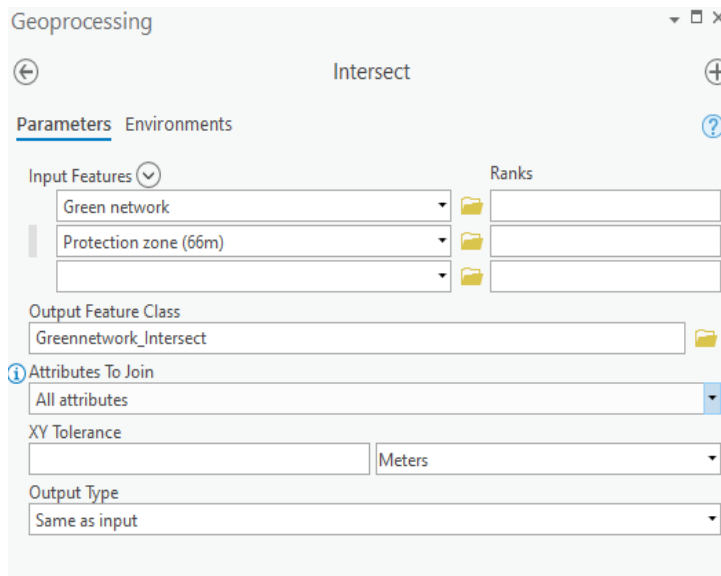 Geoprocessing
Intersect
Parameters Environments
Input Features Ranks
Green network
Protection zone (66m)
Output Feature Class
Greennetwork_Intersect
Attributes To Join
All attributes
XY Tolerance
Meters
Output Type
Same as input